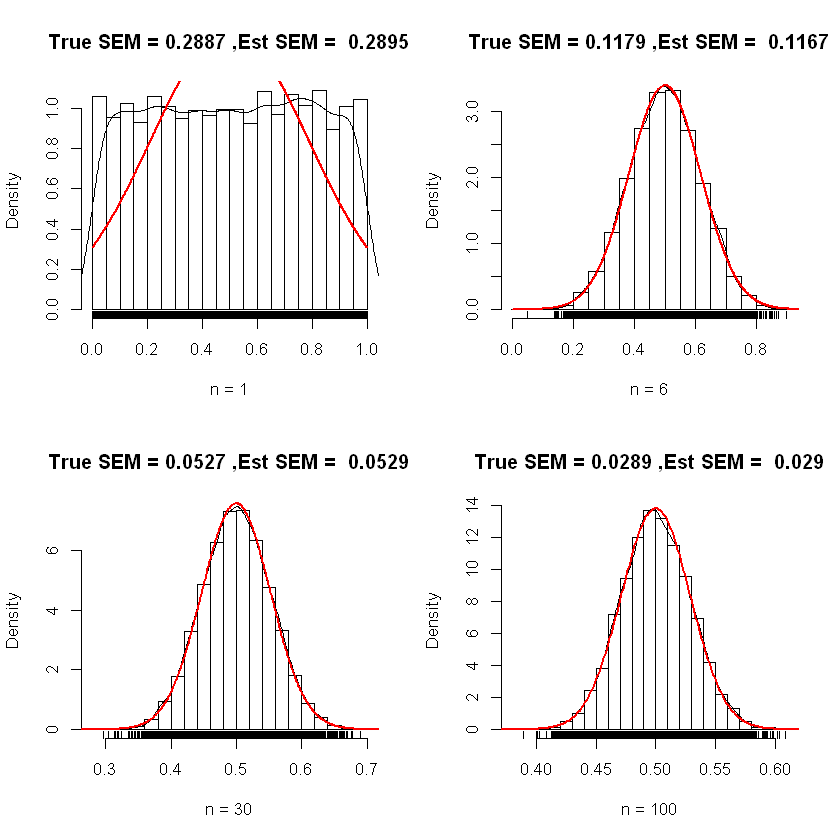 True SEM = 0.2887 ,Est SEM =  0.2895
Density
0.0 0.2 0.4 0.6 0.8 1.0
0.0 0.2 0.4 0.6 0.8 1.0
n = 1
True SEM = 0.1179 ,Est SEM =  0.1167
Density
0.0 1.0 2.0 3.0
0.0 0.2 0.4 0.6 0.8
n = 6
True SEM = 0.0527 ,Est SEM =  0.0529
Density
0 2 4 6
0.3 0.4 0.5 0.6 0.7
n = 30
True SEM = 0.0289 ,Est SEM =  0.029
Density
0 2 4 6 8 10 12 14
0.40 0.45 0.50 0.55 0.60
n = 100